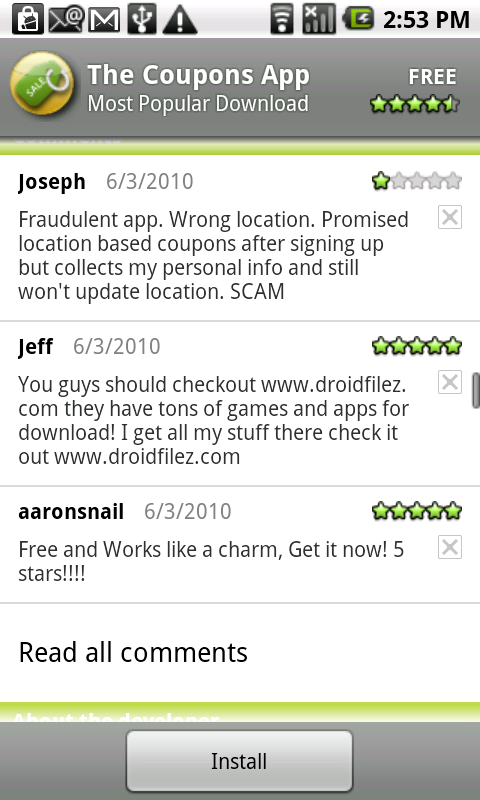 2:53 PM
SALE
The Coupons App
FREE
Most Popular Download
Joseph 6/3/2010
Fraudulent app. Wrong location. Promised
location based coupons after signing up
but collects my personal info and still
won't update location. SCAM
Jeff 6/3/2010
You guys should checkout www.droidfilez.
com they have tons of games and apps for
download! I get all my stuff there check it
out www.droidfilez.com
aaronsnail 6/3/2010
Free and Works like a charm, Get it now! 5
stars!!!!
Read all comments
About the developer
Install